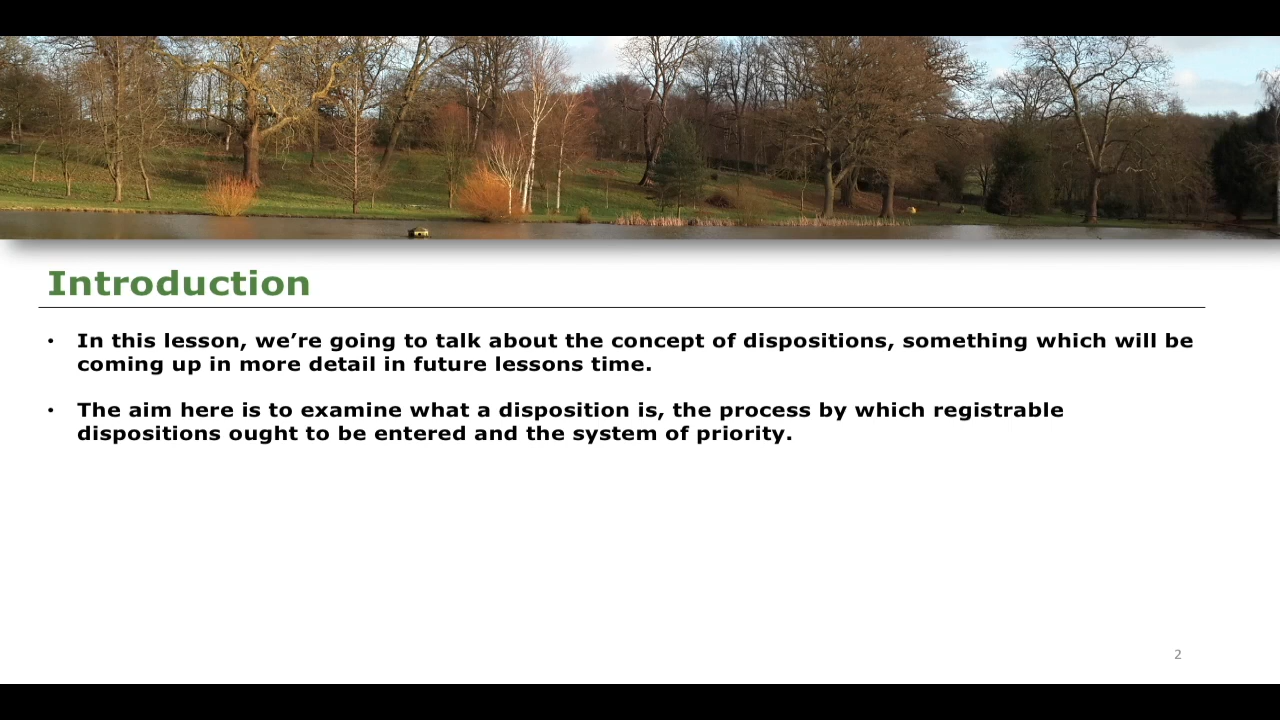 Introduction
• In this lesson, we’re going to talk about the concept of dispositions, something which will be
coming up in more detail in future lessons time.
• The aim here is to examine what a disposition is, the process by which registrable
dispositions ought to be entered and the system of priority.
2